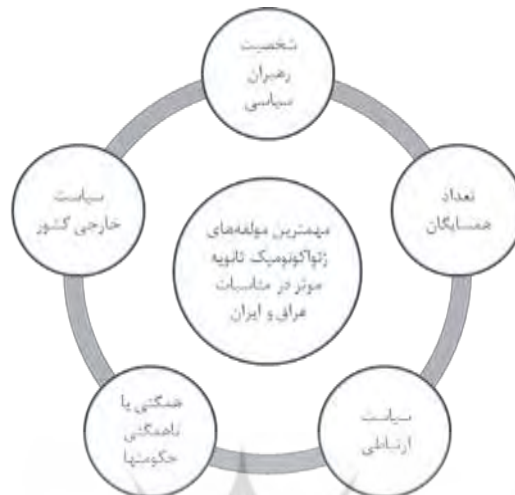 شخصیت
رهبران
سیاسی
تعداد
همسایگان
سیاست
خارجی کشور
مهمترین مولفه‌های
ژئواکونومیک ثانویه
موثر در مناسبات
عراق و ایران
همگنی یا
ناهمگنی
حکومتها
سیاست
ارتباطی